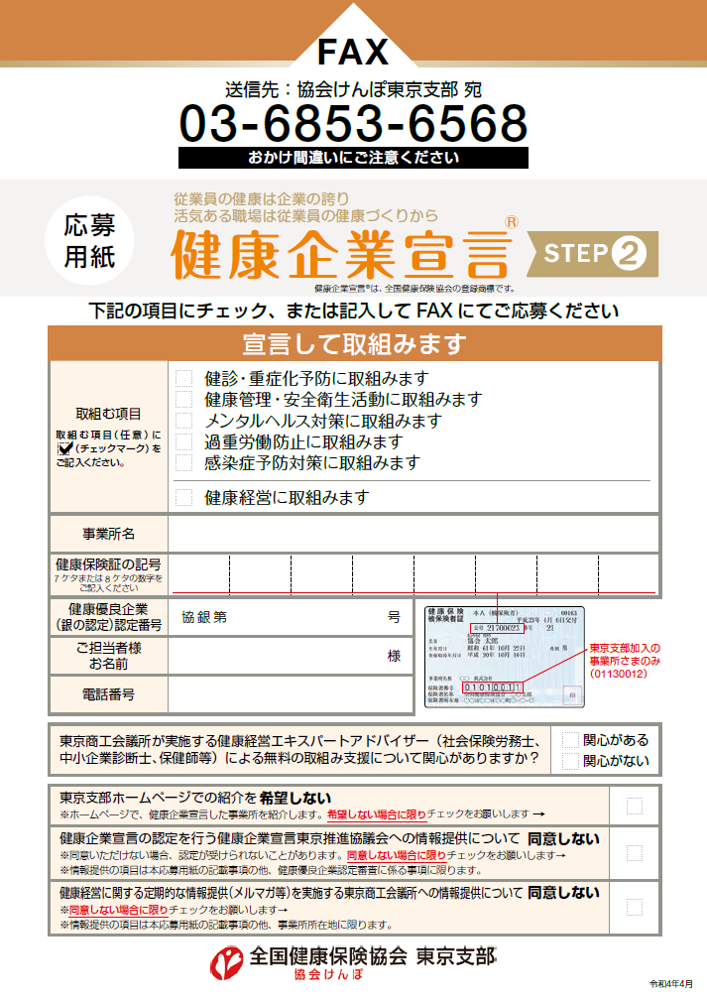 FAX
送信先：協会けんぽ東京支部 宛
03-6853-6568
おかけ間違いにご注意ください
応募
用紙
従業員の健康は企業の誇り
活気ある職場は従業員の健康づくりから
健康企業宣言®
STEP2
健康企業宣言®は、全国健康保険協会の登録商標です。
下記の項目にチェック、または記入して FAX にてご応募ください
宣言して取組みます
取組む項目
取組む項目（任意）に
（チェックマーク）を
ご記入ください。
健診・重症化予防に取組みます
健康管理・安全衛生活動に取組みます
メンタルヘルス対策に取組みます
過重労働防止に取組みます
感染症予防対策に取組みます
健康経営に取組みます
事業所名
健康保険証の記号
7ケタまたは8ケタの数字を
ご記入ください
健康優良企業
（銀の認定）認定番号
協銀第 号
ご担当者様
お名前
様
電話番号
健康保険 本人（被保険者） 00163
被保険者証 平成23年 4月 6日交付
記号 21700023 番号 21
氏名 協会 太郎
生年月日 昭和 61年 10月 22日 性別 男
資格取得年月日 平成 30年 10月 16日
事業所名称 ○○ 株式会社
保険者番号 01010011
保険者名称
保険者所在地
印
東京支部加入の
事業所さまのみ
（01130012）
東京商工会議所が実施する健康経営エキスパートアドバイザー（社会保険労務士、
中小企業診断士、保健師等）による無料の取組み支援について関心がありますか？
関心がある
関心がない
東京支部ホームページでの紹介を 希望しない
※ホームページで、健康企業宣言した事業所を紹介します。希望しない場合に限りチェックをお願いします →
健康企業宣言の認定を行う健康企業宣言東京推進協議会への情報提供について 同意しない
※同意いただけない場合、認定が受けられないことがあります。同意しない場合に限りチェックをお願いします→
※情報提供の項目は本応募用紙の記載事項の他、健康優良企業認定審査に係る事項に限ります。
健康経営に関する定期的な情報提供（メルマガ等）を実施する東京商工会議所への情報提供について 同意しない
※同意しない場合に限りチェックをお願いします→
※情報提供の項目は本応募用紙の記載事項の他、事業所所在地に限ります。
全国健康保険協会 東京支部
協会けんぽ
令和4年4月